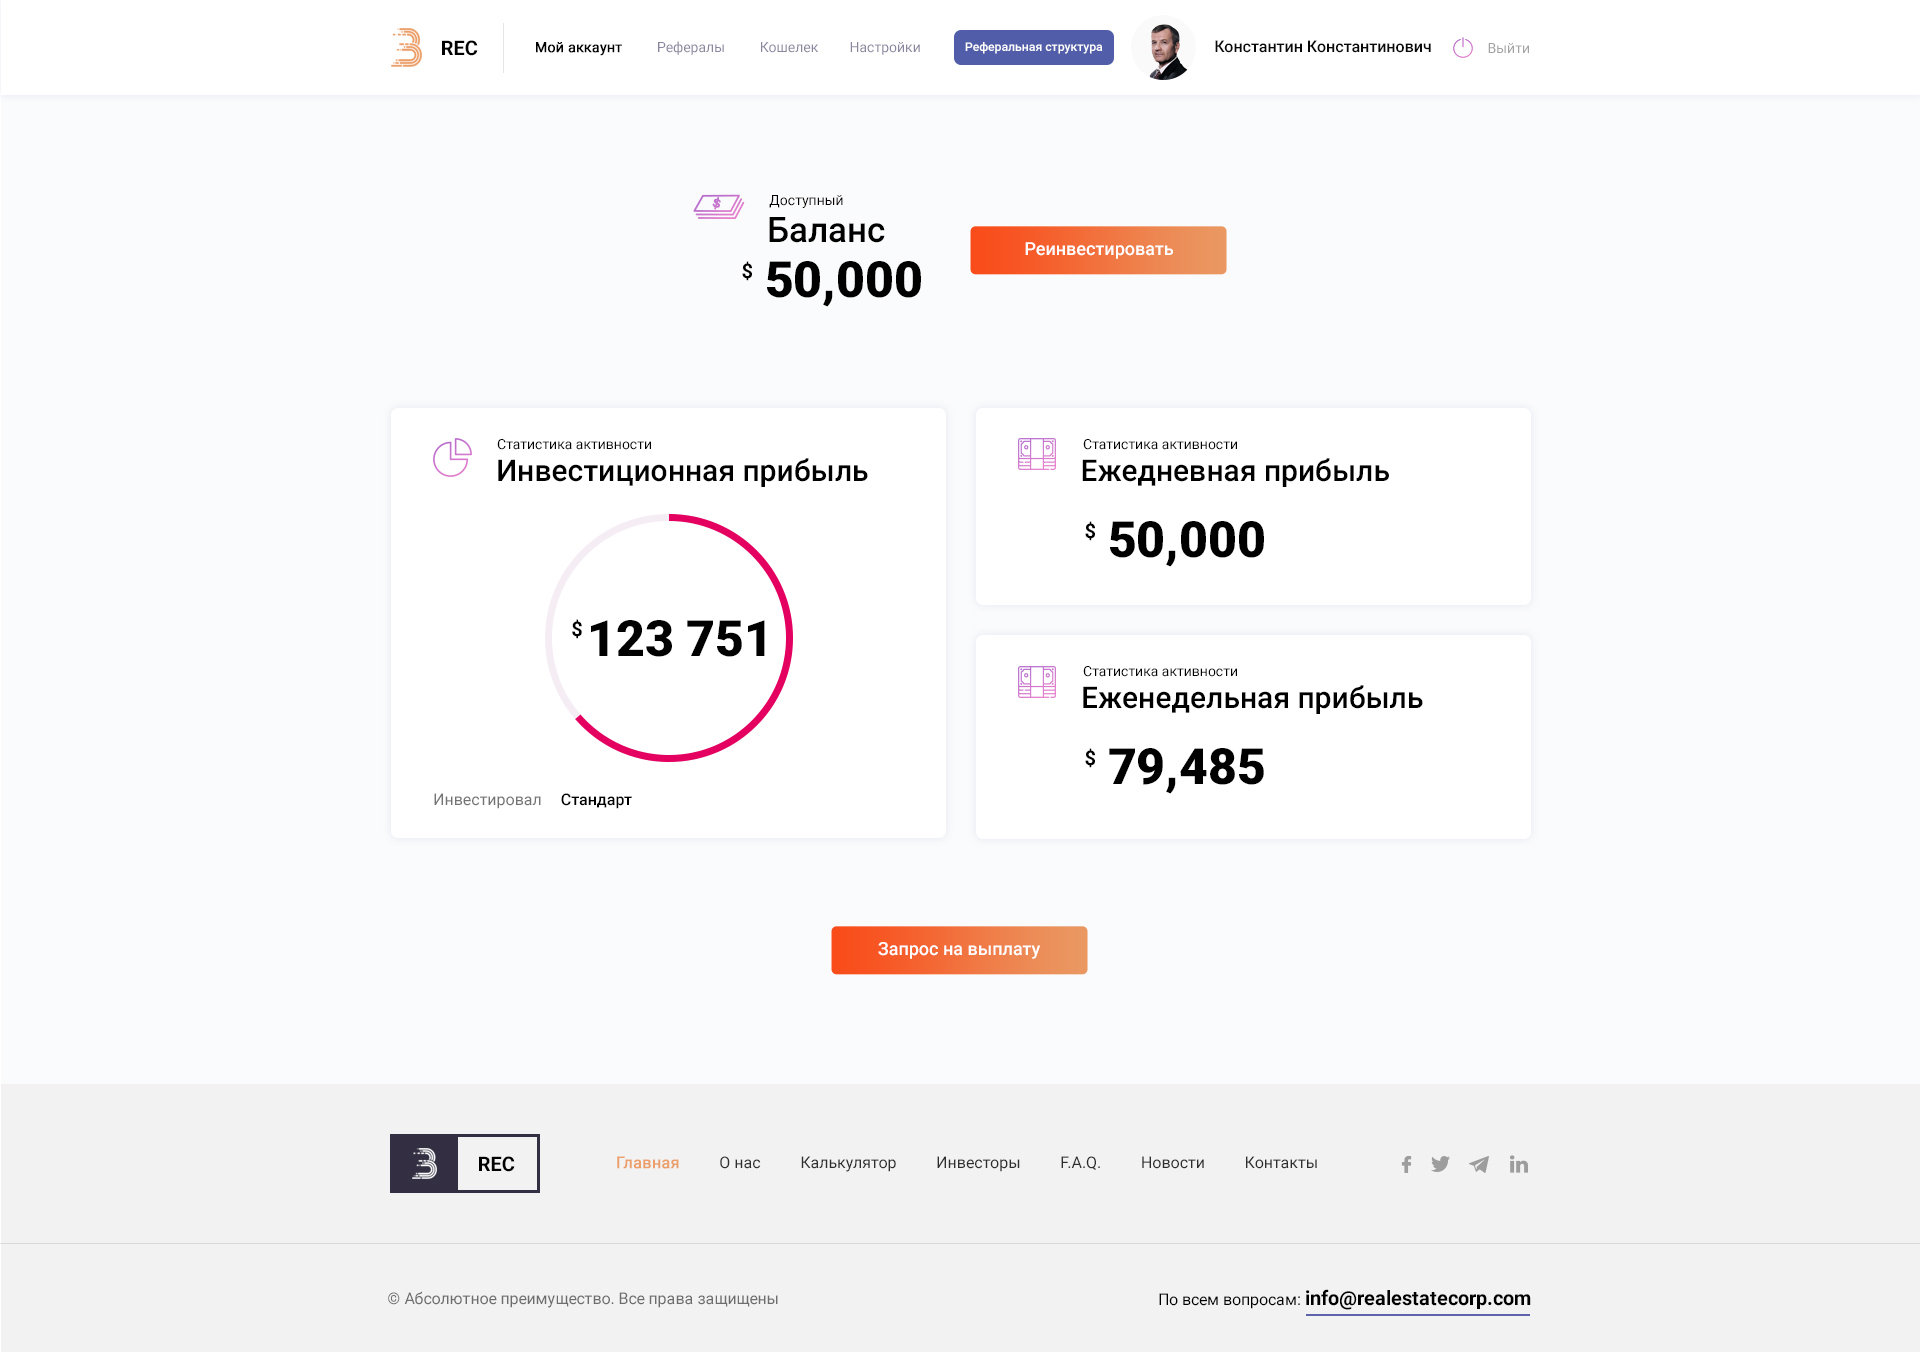 REC
Мой аккаунт
Рефералы
Кошелек
Настройки
Реферальная структура
Константин Константинович
Выйти
Доступный
Баланс
$ 50,000
Реинвестировать
Статистика активности
Инвестиционная прибыль
$ 123 751
Инвестировал Стандарт
Статистика активности
Ежедневная прибыль
$ 50,000
Статистика активности
Еженедельная прибыль
$ 79,485
Запрос на выплату
REC
Главная
О нас
Калькулятор
Инвесторы
F.A.Q.
Новости
Контакты
© Абсолютное преимущество. Все права защищены
По всем вопросам: info@realestatecorp.com